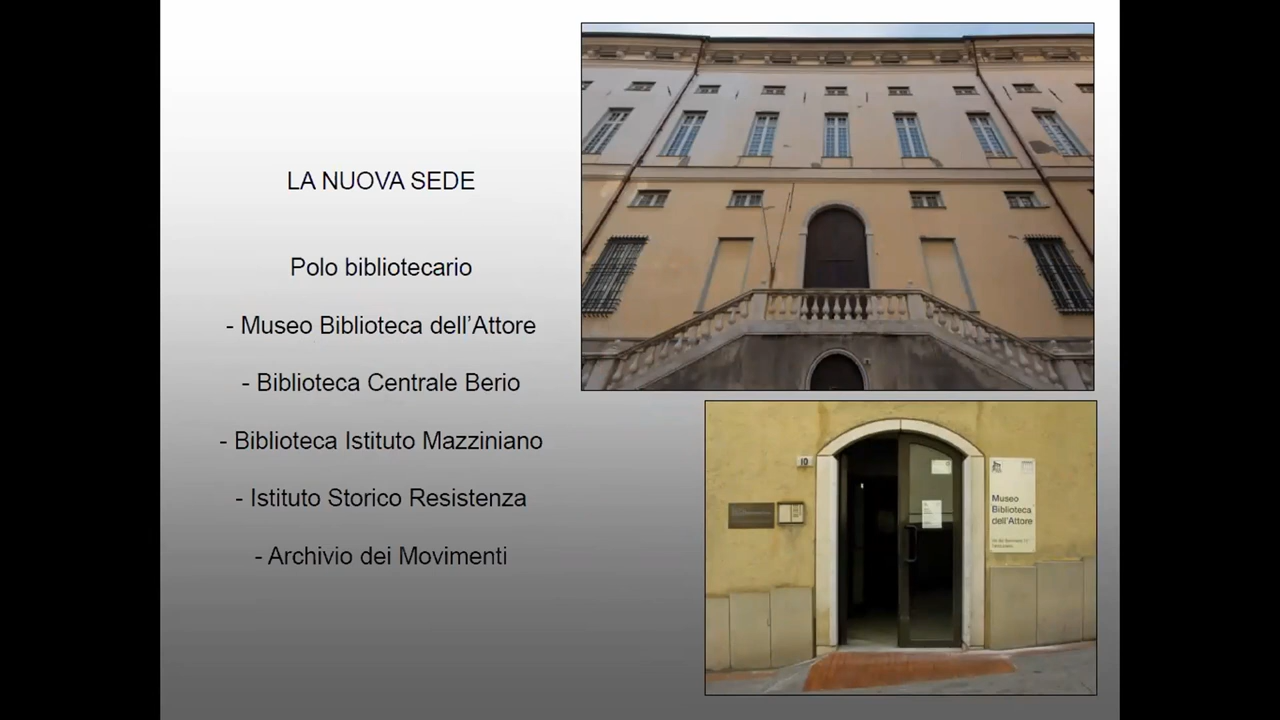 LA NUOVA SEDE
Polo bibliotecario
- Museo Biblioteca dell’Attore
- Biblioteca Centrale Berio
- Biblioteca Istituto Mazziniano
- Istituto Storico Resistenza
- Archivio dei Movimenti
10
Museo
Biblioteca
dell'Attore